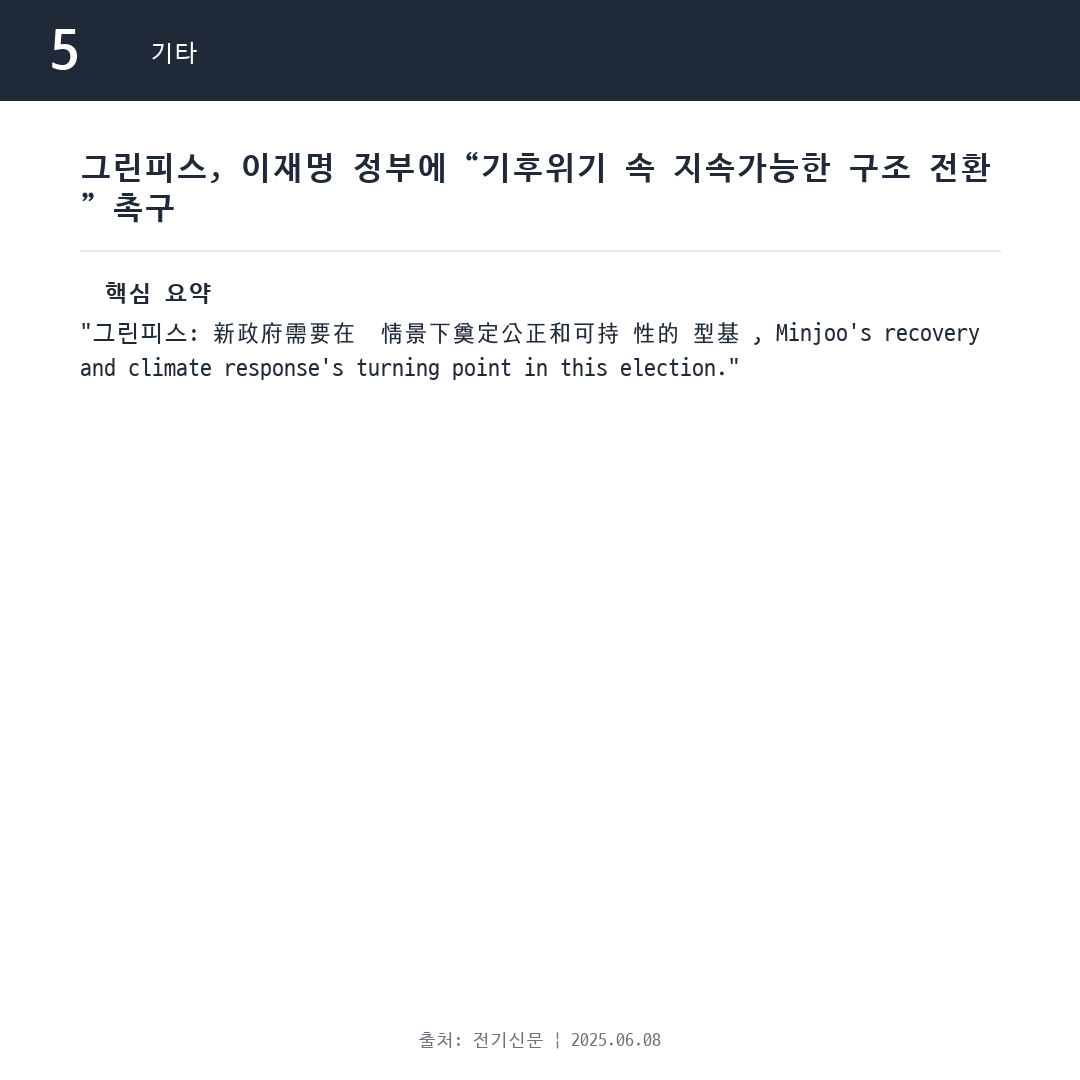 5 기타
그린피스, 이재명 정부에 “기후위기 속 지속가능한 구조 전환
” 촉구
핵심 요약
"그린피스: 新政府需要在 情景下奠定公正和可持 性的 型基 , Minjoo's recovery
and climate response's turning point in this election."
출처: 전기신문 ¦ 2025.06.08